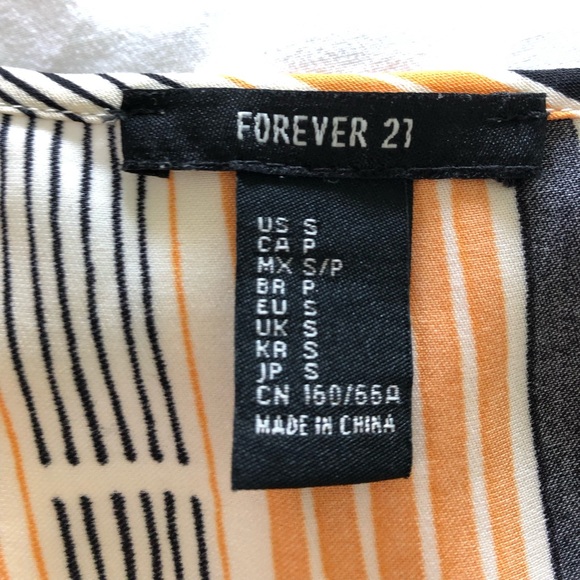 FOREVER 21
US S
CA P
MX S/P
BR P
EU S
UK S
KR S
JP S
CN 160/66A
MADE IN CHINA